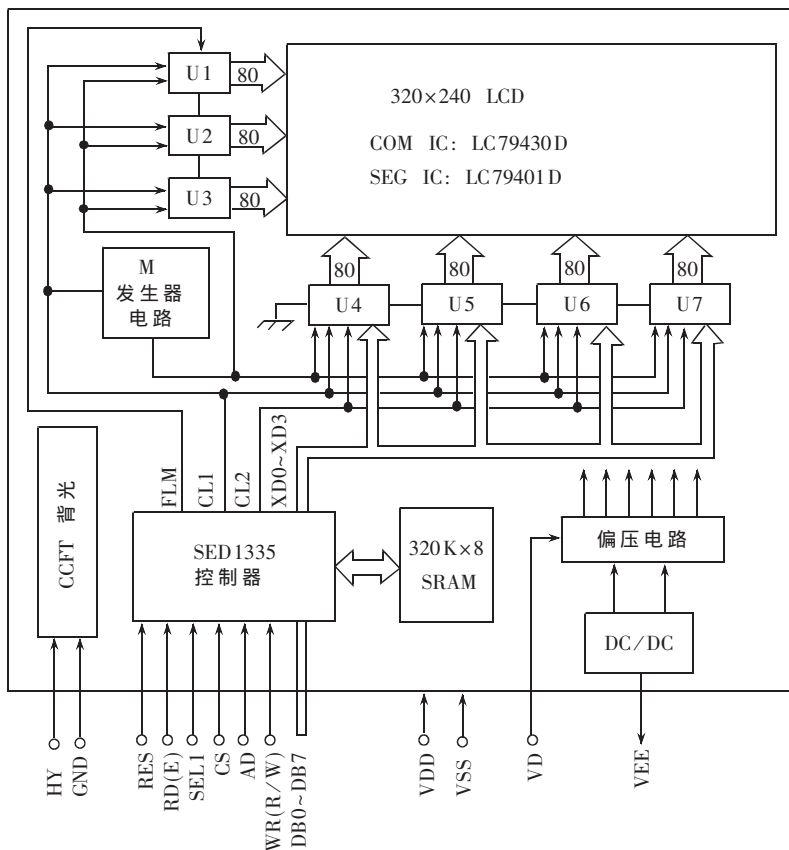 U1
80
U2
80
U3
80
320×240 LCD
COM IC: LC79430D
SEG IC: LC79401D
M
发生器
电路
80
80
80
80
U4
U5
U6
U7
FLM
CL1
CL2
XD0~XD3
CCFT 背光
SED1335
控制器
320K×8
SRAM
偏压电路
DC/DC
HY
GND
RES
RD(E)
SEL1
CS
AD
WR(R/W)
DB0~DB7
VDD
VSS
VD
VEE